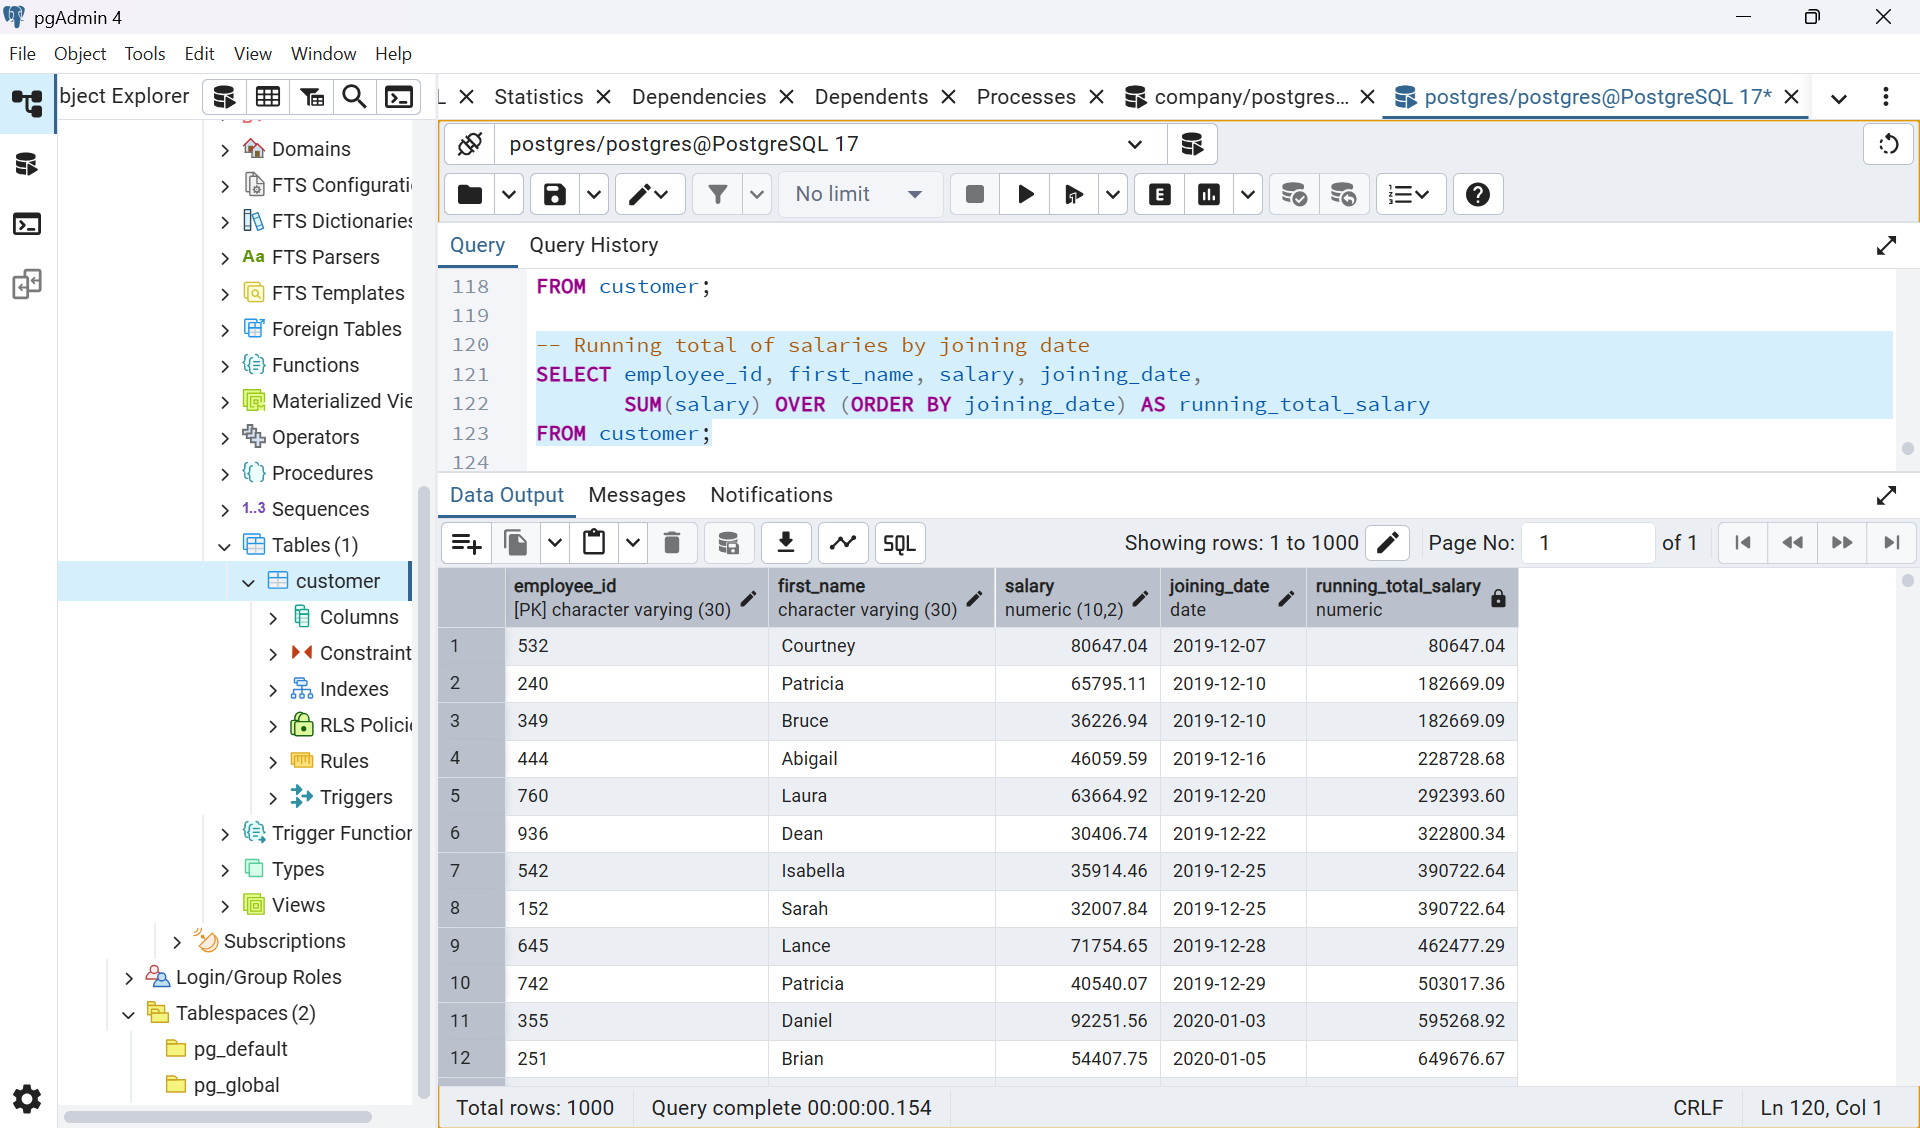 pgAdmin 4
File Object Tools Edit View Window Help
bject Explorer
L Statistics Dependencies Dependents Processes company/postgres... postgres/postgres@PostgreSQL 17*
postgres/postgres@PostgreSQL 17
No limit
E
Query Query History
118 FROM customer;
119
120 -- Running total of salaries by joining date
121 SELECT employee_id, first_name, salary, joining_date,
122 SUM(salary) OVER (ORDER BY joining_date) AS running_total_salary
123 FROM customer;
124
Domains
FTS Configurati
FTS Dictionaries
Aa FTS Parsers
FTS Templates
Foreign Tables
Functions
Materialized Vie
Operators
Procedures
1..3 Sequences
Tables (1)
customer
Columns
Constraint
Indexes
RLS Policie
Rules
Triggers
Trigger Function
Types
Views
Subscriptions
Login/Group Roles
Tablespaces (2)
pg_default
pg_global
Data Output Messages Notifications
SQL Showing rows: 1 to 1000 Page No: 1 of 1
employee_id first_name salary joining_date running_total_salary
[PK] character varying (30) character varying (30) numeric (10,2) date numeric
1 532 Courtney 80647.04 2019-12-07 80647.04
2 240 Patricia 65795.11 2019-12-10 182669.09
3 349 Bruce 36226.94 2019-12-10 182669.09
4 444 Abigail 46059.59 2019-12-16 228728.68
5 760 Laura 63664.92 2019-12-20 292393.60
6 936 Dean 30406.74 2019-12-22 322800.34
7 542 Isabella 35914.46 2019-12-25 390722.64
8 152 Sarah 32007.84 2019-12-25 390722.64
9 645 Lance 71754.65 2019-12-28 462477.29
10 742 Patricia 40540.07 2019-12-29 503017.36
11 355 Daniel 92251.56 2020-01-03 595268.92
12 251 Brian 54407.75 2020-01-05 649676.67
Total rows: 1000 Query complete 00:00:00.154 CRLF Ln 120, Col 1